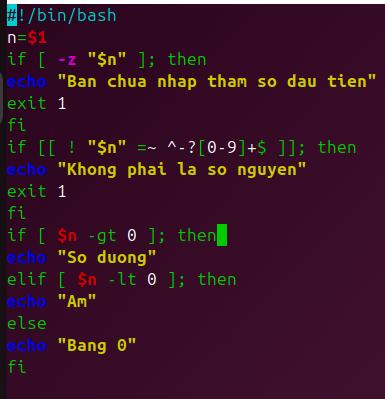 #!/bin/bash
n=$1
if [ -z "$n" ]; then
echo "Ban chua nhap tham so dau tien"
exit 1
fi
if [[ ! "$n" =~ ^-?[0-9]+$ ]]; then
echo "Khong phai la so nguyen"
exit 1
fi
if [ $n -gt 0 ]; then
echo "So duong"
elif [ $n -lt 0 ]; then
echo "Am"
else
echo "Bang 0"
fi